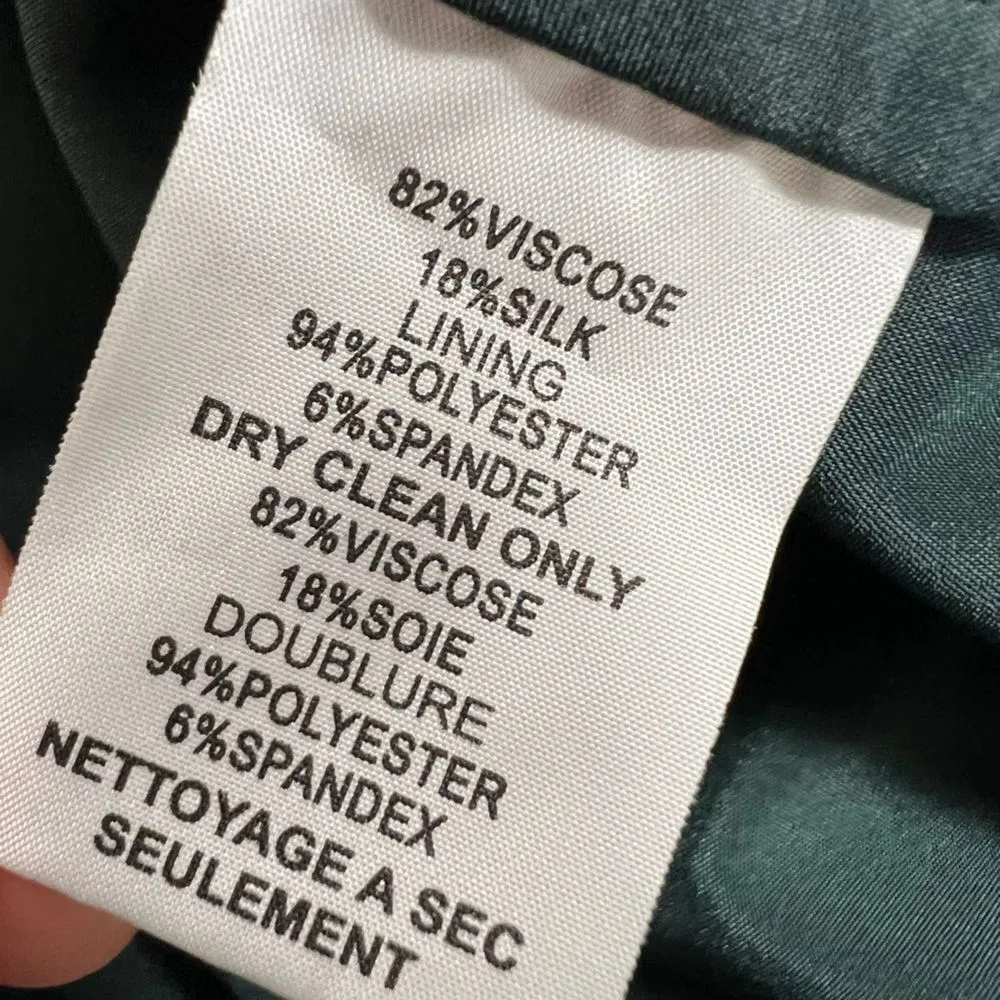 82%VISCOSE
18%SILK
LINING
94%POLYESTER
6%SPANDEX
DRY CLEAN ONLY
82%VISCOSE
18%SOIE
DOUBLURE
94%POLYESTER
6%SPANDEX
NETTOYAGE A SEC
SEULEMENT